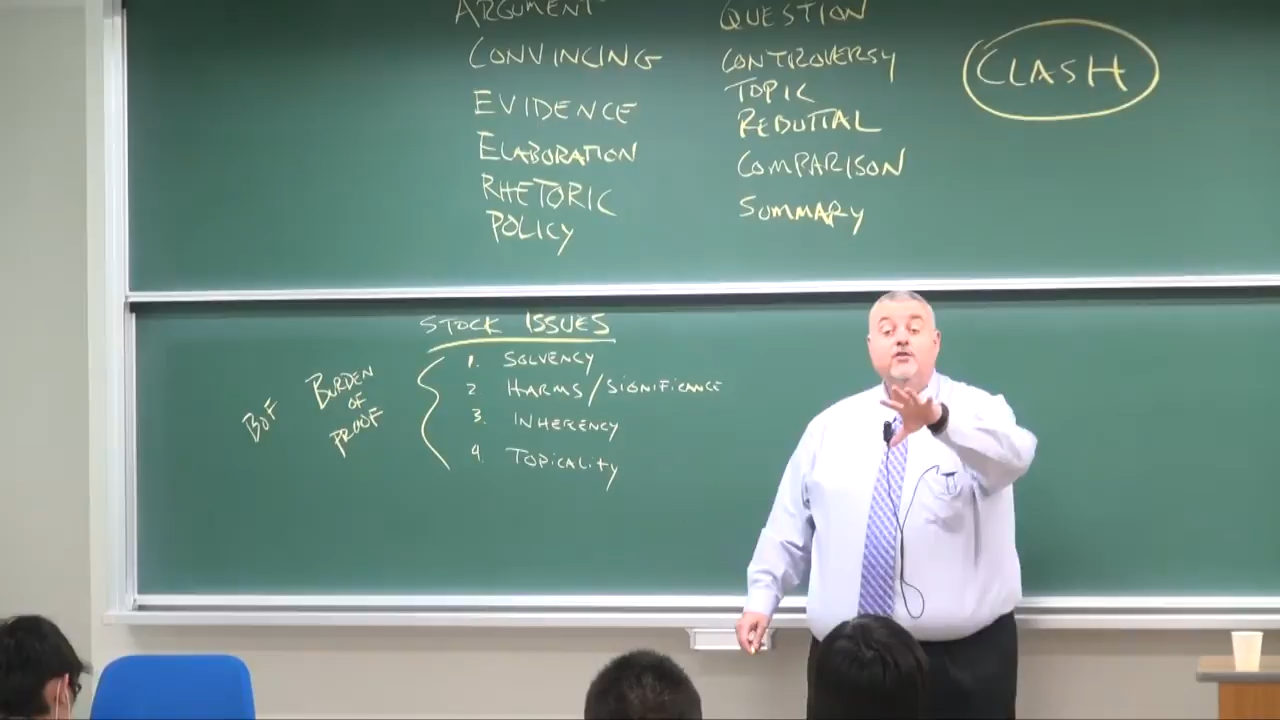 ARGUMENT
CONVINCING
EVIDENCE
ELABORATION
RHETORIC
POLICY
QUESTION
CONTROVERSY
TOPIC
REBUTTAL
COMPARISON
SUMMARY
CLASH
STOCK ISSUES
1. SOLVENCY
2 HARMS/SIGNIFICANCE
3. INHERENCY
4. TOPICALITY
BURDEN
OF
PROOF
BOF